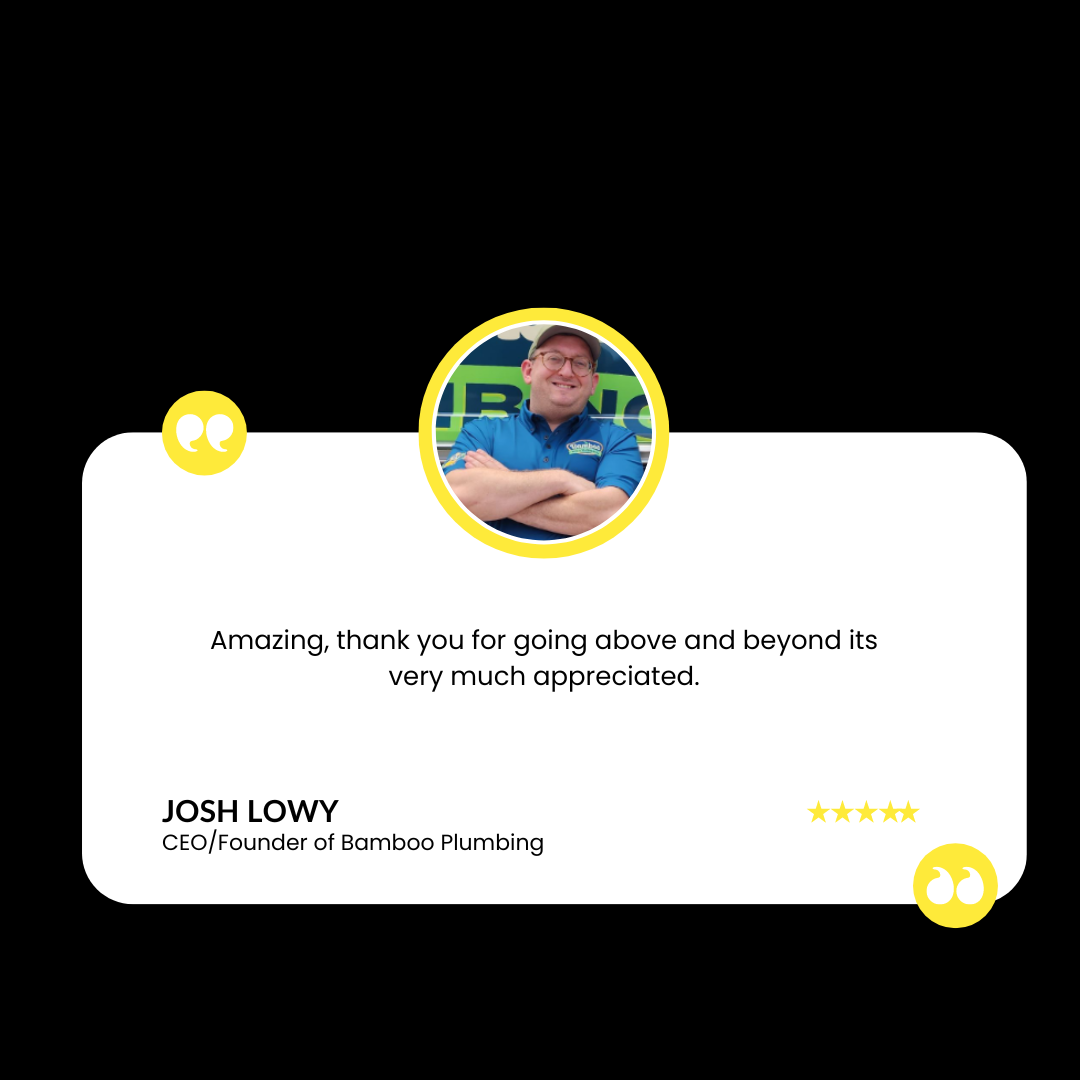 Bamboo
Amazing, thank you for going above and beyond its
very much appreciated.
JOSH LOWY
CEO/Founder of Bamboo Plumbing